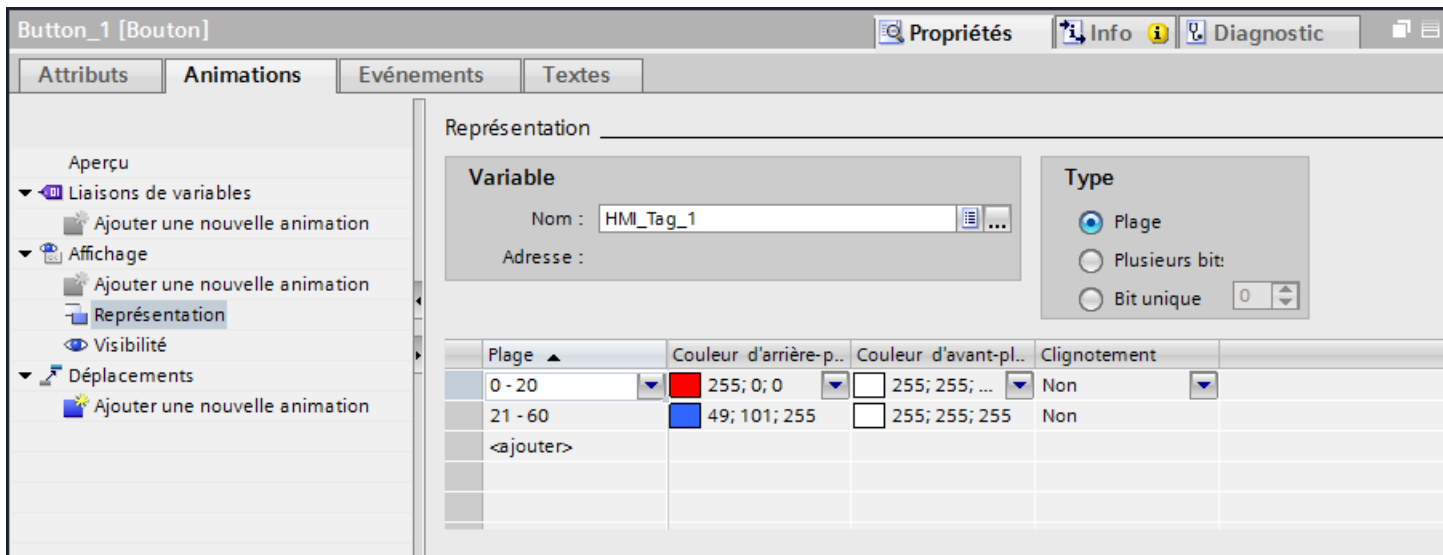 Button_1 [Bouton]
Propriétés
Info
Diagnostic
Attributs
Animations
Evénements
Textes
Représentation
Aperçu
Liaisons de variables
Ajouter une nouvelle animation
Affichage
Ajouter une nouvelle animation
Représentation
Visibilité
Déplacements
Ajouter une nouvelle animation
Variable
Nom : HMI_Tag_1
Adresse :
Type
Plage
Plusieurs bits
Bit unique 0
Plage Couleur d'arrière-p... Couleur d'avant-pl... Clignotement
0 - 20 255; 0; 0 255; 255; ... Non
21 - 60 49; 101; 255 255; 255; 255 Non
<ajouter>